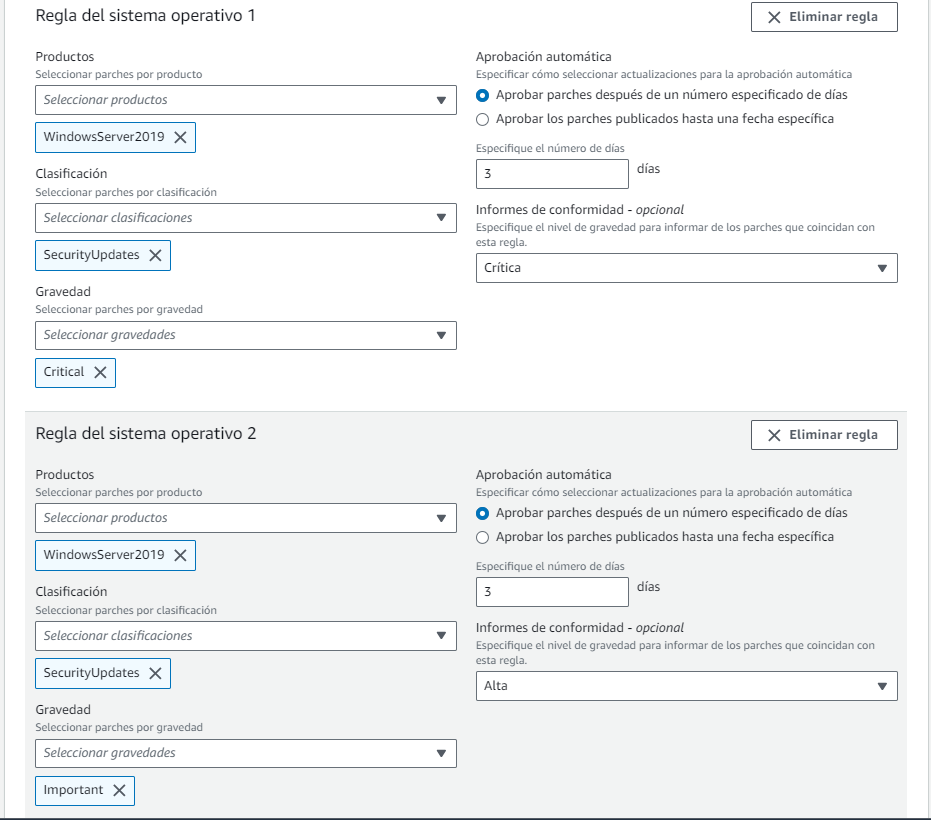 Regla del sistema operativo 1
Eliminar regla
Productos
Seleccionar parches por producto
Seleccionar productos
WindowsServer2019
Clasificación
Seleccionar parches por clasificación
Seleccionar clasificaciones
SecurityUpdates
Gravedad
Seleccionar parches por gravedad
Seleccionar gravedades
Critical
Aprobación automática
Especificar cómo seleccionar actualizaciones para la aprobación automática
Aprobar parches después de un número especificado de días
Aprobar los parches publicados hasta una fecha específica
Especifique el número de días
3 días
Informes de conformidad - opcional
Especifique el nivel de gravedad para informar de los parches que coincidan con
esta regla.
Crítica
Regla del sistema operativo 2
Eliminar regla
Productos
Seleccionar parches por producto
Seleccionar productos
WindowsServer2019
Clasificación
Seleccionar parches por clasificación
Seleccionar clasificaciones
SecurityUpdates
Gravedad
Seleccionar parches por gravedad
Seleccionar gravedades
Important
Aprobación automática
Especificar cómo seleccionar actualizaciones para la aprobación automática
Aprobar parches después de un número especificado de días
Aprobar los parches publicados hasta una fecha específica
Especifique el número de días
3 días
Informes de conformidad - opcional
Especifique el nivel de gravedad para informar de los parches que coincidan con
esta regla.
Alta